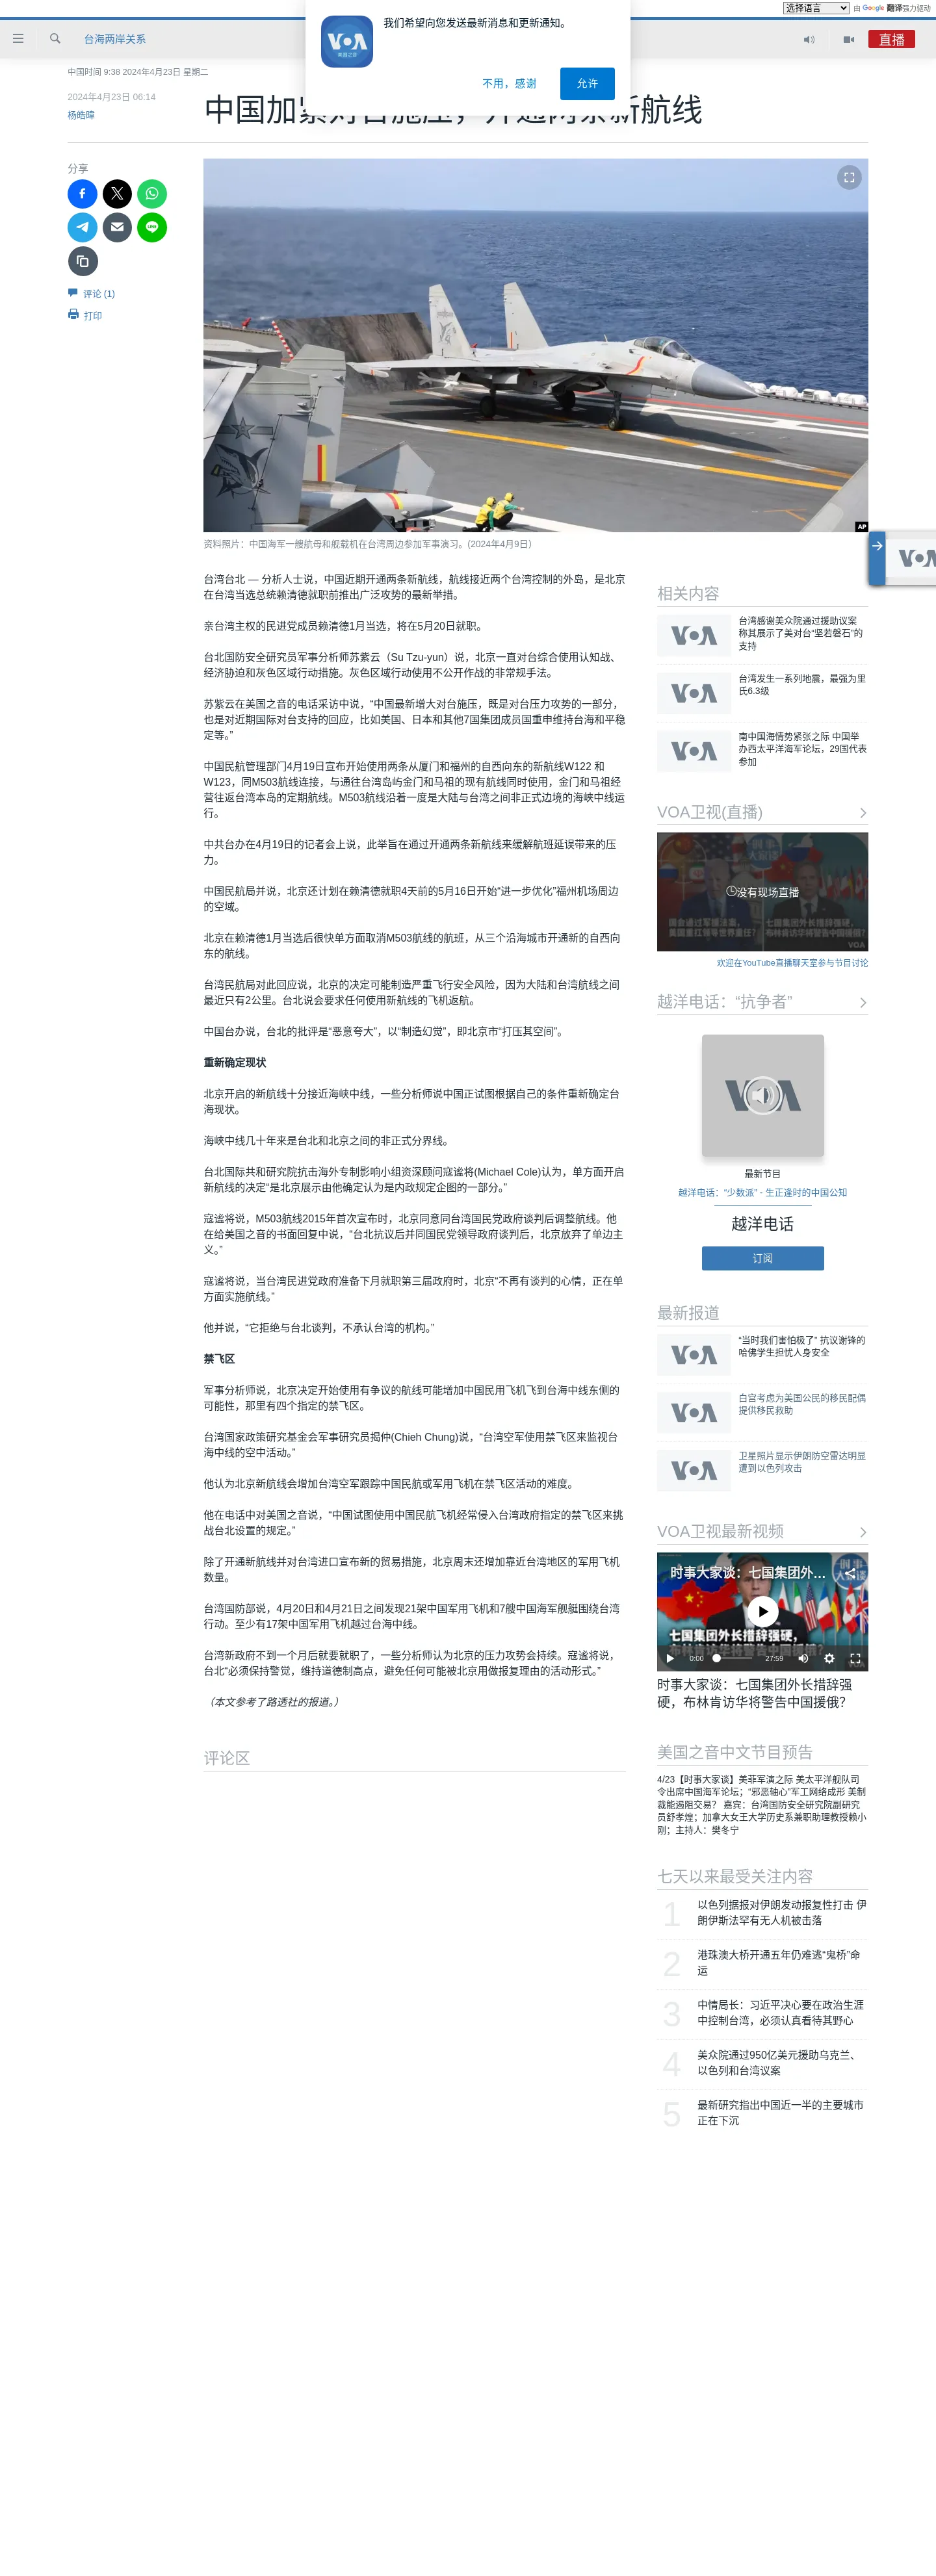 选择语言
由 Google 翻译强力驱动
我们希望向您发送最新消息和更新通知。
VOA
美国之音
不用，感谢
允许
台海两岸关系
直播
中国时间 9:38 2024年4月23日 星期二
2024年4月23日 06:14
杨皓暐
中国加紧对台施压，开通两条新航线
分享
评论 (1)
打印
AP
资料照片：中国海军一艘航母和舰载机在台湾周边参加军事演习。(2024年4月9日）
台湾台北 — 分析人士说，中国近期开通两条新航线，航线接近两个台湾控制的外岛，是北京
在台湾当选总统赖清德就职前推出广泛攻势的最新举措。
亲台湾主权的民进党成员赖清德1月当选，将在5月20日就职。
台北国防安全研究员军事分析师苏紫云（Su Tzu-yun）说，北京一直对台综合使用认知战、
经济胁迫和灰色区域行动措施。灰色区域行动使用不公开作战的非常规手法。
苏紫云在美国之音的电话采访中说，“中国最新增大对台施压，既是对台压力攻势的一部分，
也是对近期国际对台支持的回应，比如美国、日本和其他7国集团成员国重申维持台海和平稳
定等。”
中国民航管理部门4月19日宣布开始使用两条从厦门和福州的自西向东的新航线W122 和
W123，同M503航线连接，与通往台湾岛屿金门和马祖的现有航线同时使用，金门和马祖经
营往返台湾本岛的定期航线。M503航线沿着一度是大陆与台湾之间非正式边境的海峡中线运
行。
中共台办在4月19日的记者会上说，此举旨在通过开通两条新航线来缓解航班延误带来的压
力。
中国民航局并说，北京还计划在赖清德就职4天前的5月16日开始“进一步优化”福州机场周边
的空域。
北京在赖清德1月当选后很快单方面取消M503航线的航班，从三个沿海城市开通新的自西向
东的航线。
台湾民航局对此回应说，北京的决定可能制造严重飞行安全风险，因为大陆和台湾航线之间
最近只有2公里。台北说会要求任何使用新航线的飞机返航。
中国台办说，台北的批评是“恶意夸大”，以“制造幻觉”，即北京市“打压其空间”。
重新确定现状
北京开启的新航线十分接近海峡中线，一些分析师说中国正试图根据自己的条件重新确定台
海现状。
海峡中线几十年来是台北和北京之间的非正式分界线。
台北国际共和研究院抗击海外专制影响小组资深顾问寇谧将(Michael Cole)认为，单方面开启
新航线的决定“是北京展示由他确定认为是内政规定企图的一部分。”
寇谧将说，M503航线2015年首次宣布时，北京同意同台湾国民党政府谈判后调整航线。他
在给美国之音的书面回复中说，“台北抗议后并同国民党领导政府谈判后，北京放弃了单边主
义。”
寇谧将说，当台湾民进党政府准备下月就职第三届政府时，北京“不再有谈判的心情，正在单
方面实施航线。”
他并说，“它拒绝与台北谈判，不承认台湾的机构。”
禁飞区
军事分析师说，北京决定开始使用有争议的航线可能增加中国民用飞机飞到台海中线东侧的
可能性，那里有四个指定的禁飞区。
台湾国家政策研究基金会军事研究员揭仲(Chieh Chung)说，“台湾空军使用禁飞区来监视台
海中线的空中活动。”
他认为北京新航线会增加台湾空军跟踪中国民航或军用飞机在禁飞区活动的难度。
他在电话中对美国之音说，“中国试图使用中国民航飞机经常侵入台湾政府指定的禁飞区来挑
战台北设置的规定。”
除了开通新航线并对台湾进口宣布新的贸易措施，北京周末还增加靠近台湾地区的军用飞机
数量。
台湾国防部说，4月20日和4月21日之间发现21架中国军用飞机和7艘中国海军舰艇围绕台湾
行动。至少有17架中国军用飞机越过台海中线。
台湾新政府不到一个月后就要就职了，一些分析师认为北京的压力攻势会持续。寇谧将说，
台北“必须保持警觉，维持道德制高点，避免任何可能被北京用做报复理由的活动形式。”
（本文参考了路透社的报道。）
评论区
相关内容
VOA
台湾感谢美众院通过援助议案
称其展示了美对台“坚若磐石”的
支持
VOA
台湾发生一系列地震，最强为里
氏6.3级
VOA
南中国海情势紧张之际 中国举
办西太平洋海军论坛，29国代表
参加
VOA卫视(直播)
没有现场直播
时事大家谈
国会通过军援法案，
美国重扛领导世界重任?
七国集团外长措辞强硬，
布林肯访华将警告中国援俄?
VOA
欢迎在YouTube直播聊天室参与节目讨论
越洋电话：“抗争者”
VOA
最新节目
越洋电话：“少数派” - 生正逢时的中国公知
越洋电话
订阅
最新报道
VOA
“当时我们害怕极了” 抗议谢锋的
哈佛学生担忧人身安全
VOA
白宫考虑为美国公民的移民配偶
提供移民救助
VOA
卫星照片显示伊朗防空雷达明显
遭到以色列攻击
VOA卫视最新视频
时事大家谈：七国集团外...
时事
大家谈
七国集团外长措辞强硬，
布林肯访华将警告中国援俄?
0:00
27:59
时事大家谈：七国集团外长措辞强
硬，布林肯访华将警告中国援俄？
美国之音中文节目预告
4/23【时事大家谈】美菲军演之际 美太平洋舰队司
令出席中国海军论坛；“邪恶轴心”军工网络成形 美制
裁能遏阻交易？ 嘉宾：台湾国防安全研究院副研究
员舒孝煌；加拿大女王大学历史系兼职助理教授赖小
刚；主持人：樊冬宁
七天以来最受关注内容
1
以色列据报对伊朗发动报复性打击 伊
朗伊斯法罕有无人机被击落
2
港珠澳大桥开通五年仍难逃“鬼桥”命
运
3
中情局长：习近平决心要在政治生涯
中控制台湾，必须认真看待其野心
4
美众院通过950亿美元援助乌克兰、
以色列和台湾议案
5
最新研究指出中国近一半的主要城市
正在下沉